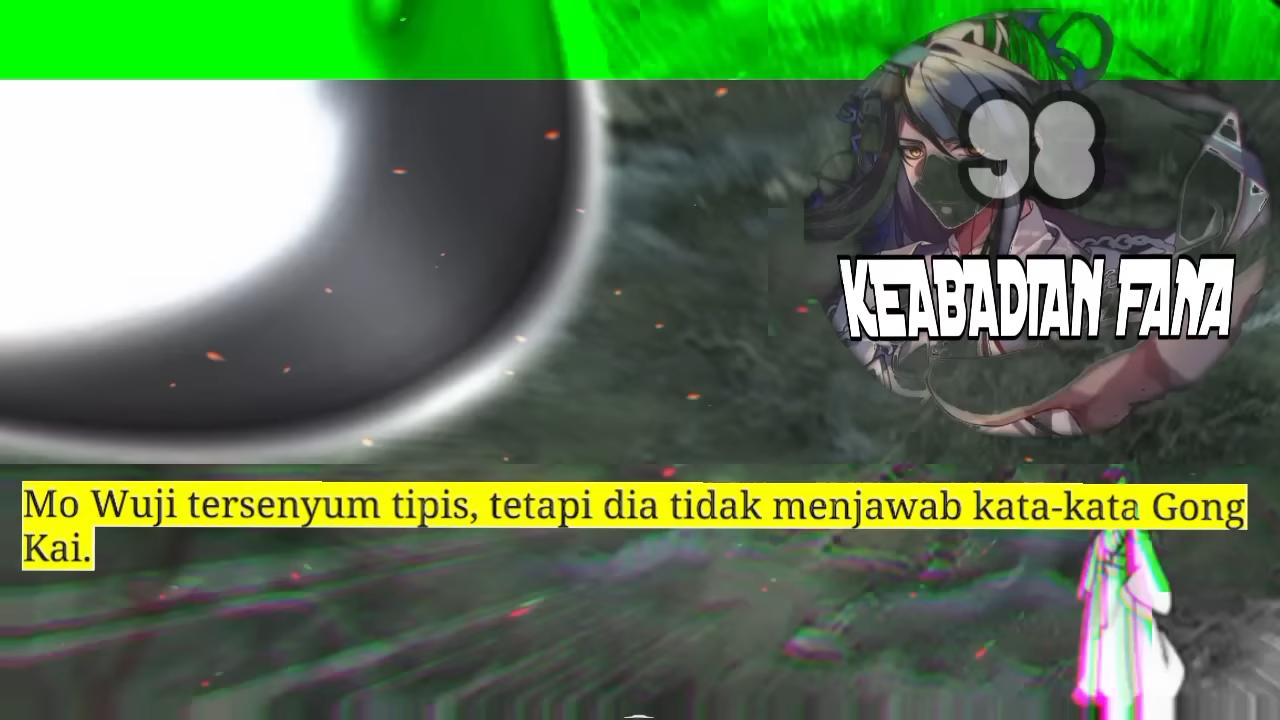 98
KEABADIAN FANA
Mo Wuji tersenyum tipis, tetapi dia tidak menjawab kata-kata Gong
Kai.